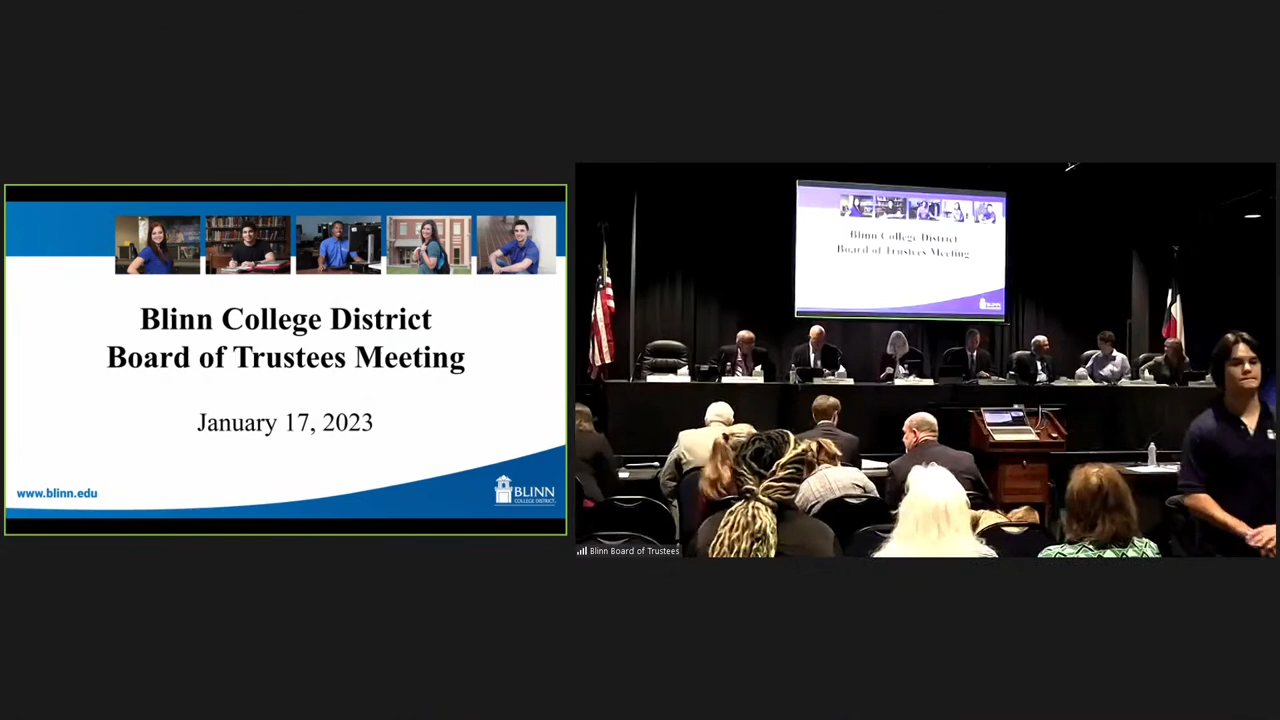 Blinn College District
Board of Trustees Meeting
January 17, 2023
www.blinn.edu
BLINN
COLLEGE DISTRICT
Blinn College District
Board of Trustees Meeting
BLINN
Blinn Board of Trustees